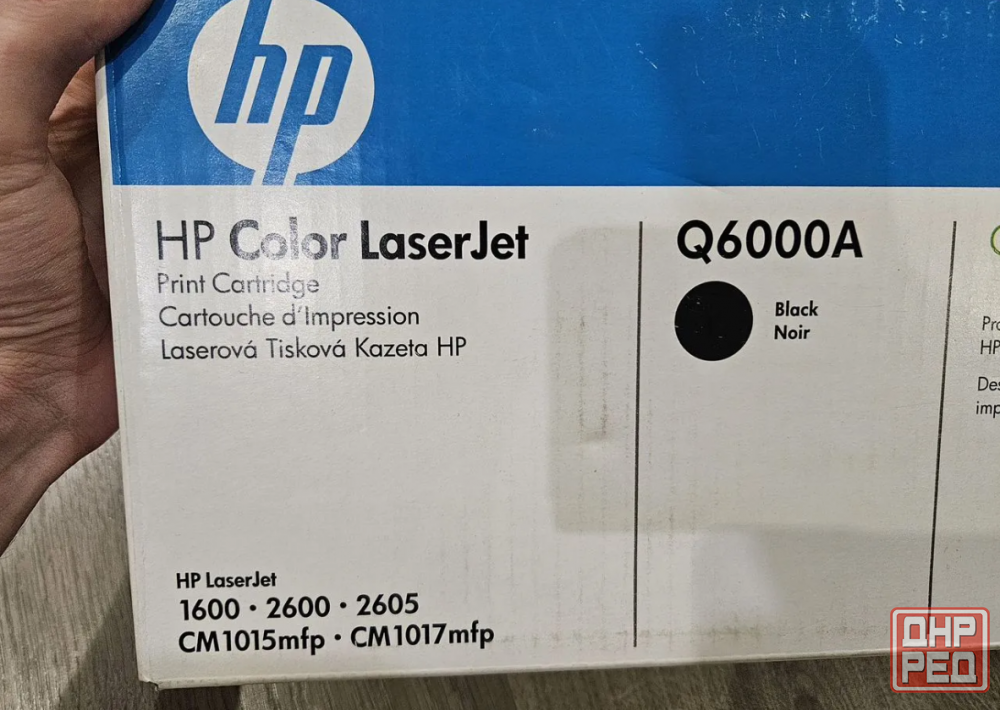 hp
HP Color LaserJet
Print Cartridge
Cartouche d'Impression
Laserová Tisková Kazeta HP
Q6000A
Black
Noir
HP
HP LaserJet
1600 • 2600 • 2605
CM1015mfp • CM1017mfp
ДНР
РЕД